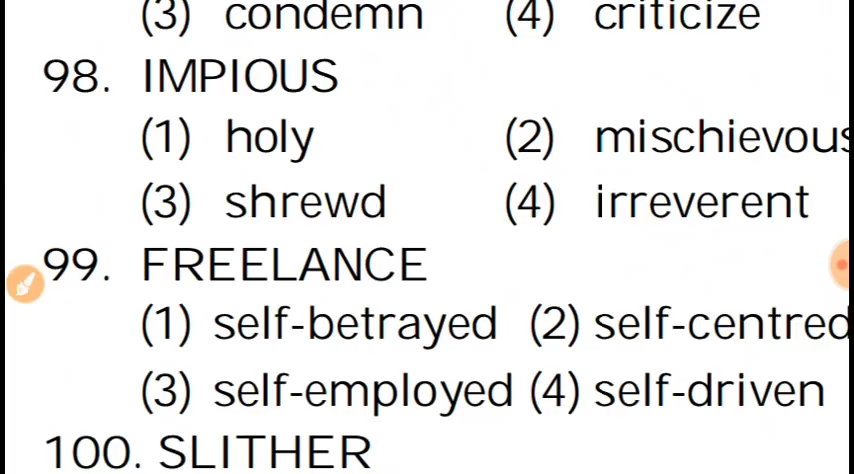 (3) condemn (4) criticize
98. IMPIOUS
(1) holy (2) mischievous
(3) shrewd (4) irreverent
99. FREELANCE
(1) self-betrayed (2) self-centred
(3) self-employed (4) self-driven
100. SLITHER